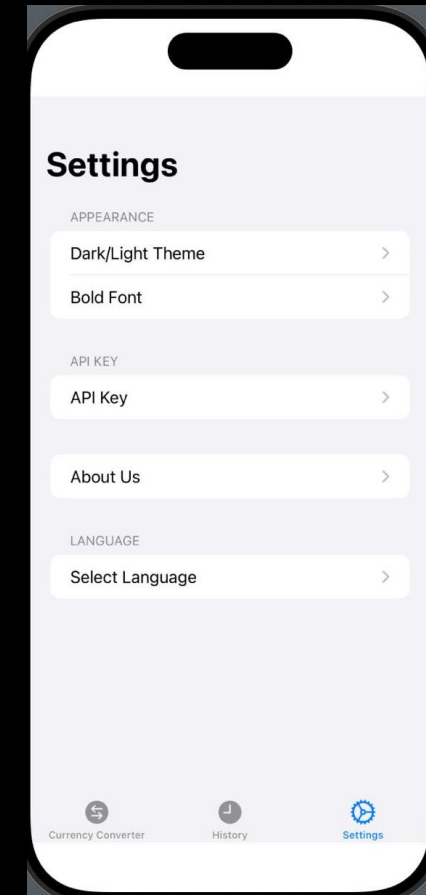 Settings
APPEARANCE
Dark/Light Theme
Bold Font
API KEY
API Key
About Us
LANGUAGE
Select Language
Currency Converter
History
Settings